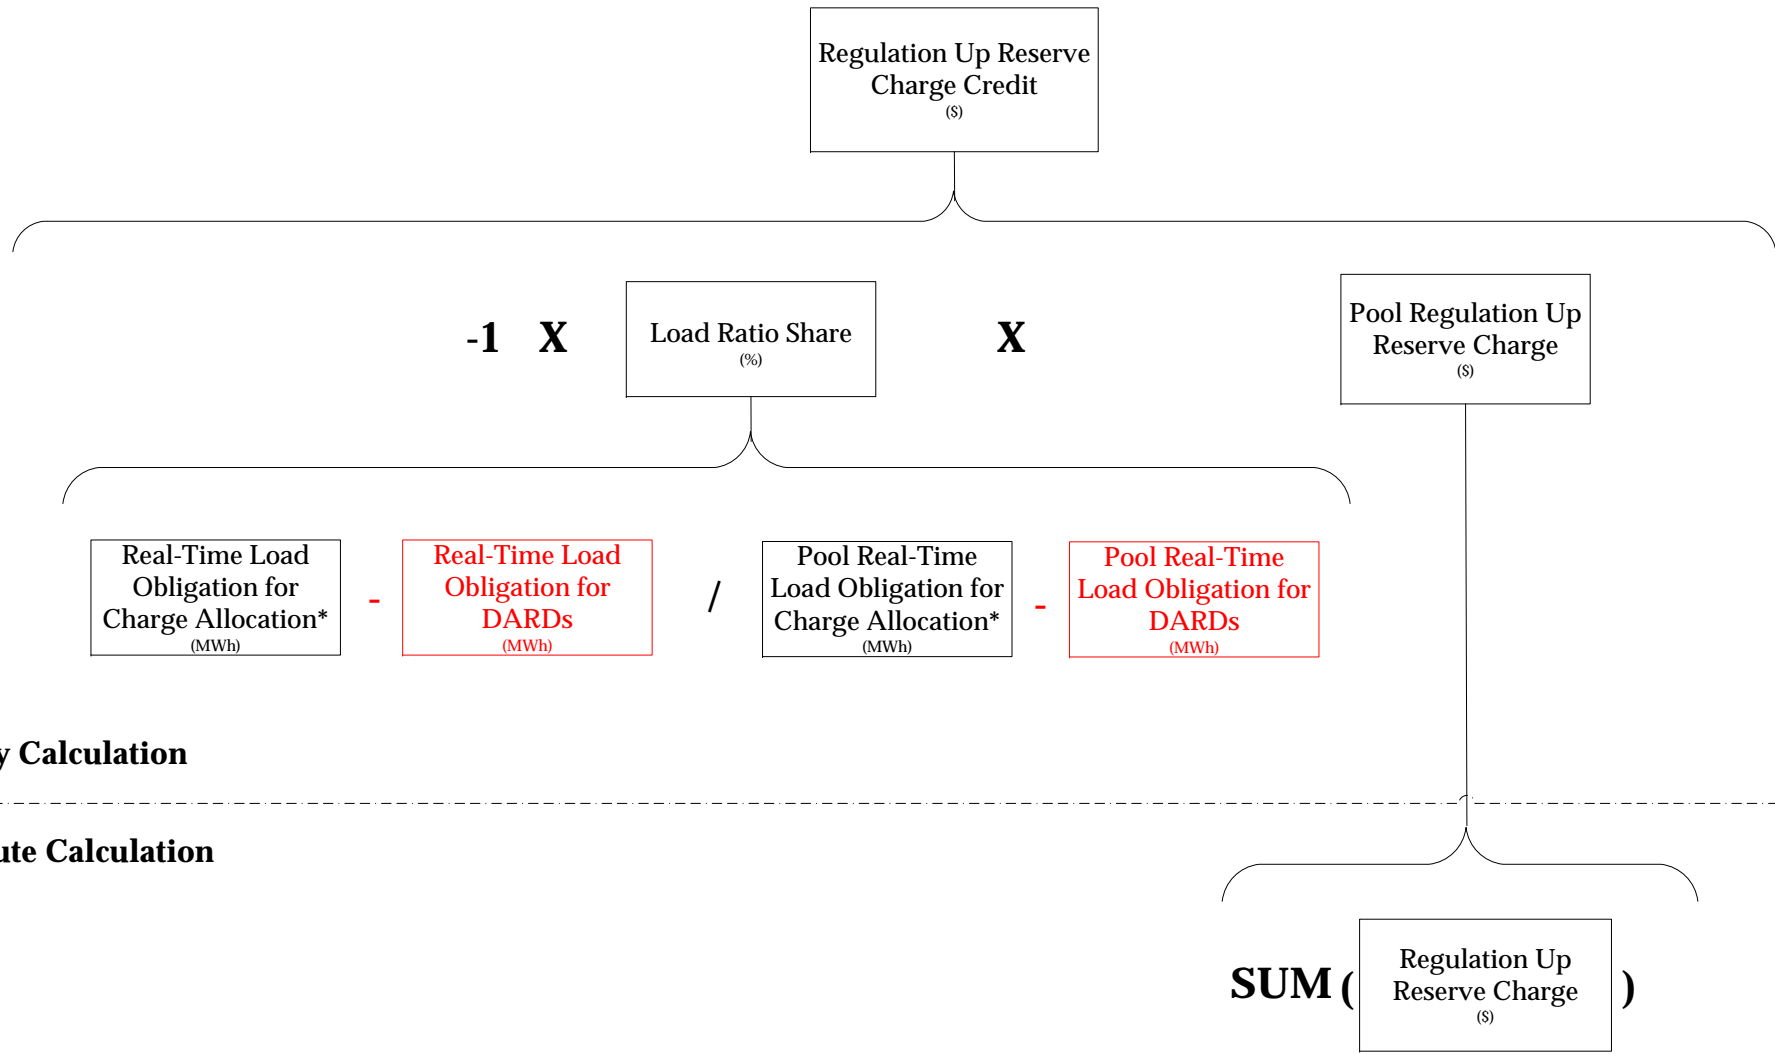 Regulation Up Reserve
Charge Credit
($)
-1 X
Load Ratio Share
(%)
X
Pool Regulation Up
Reserve Charge
($)
Real-Time Load
Obligation for
Charge Allocation*
(MWh)
-
Real-Time Load
Obligation for
DARDs
(MWh)
/
Pool Real-Time
Load Obligation for
Charge Allocation*
(MWh)
-
Pool Real-Time
Load Obligation for
DARDs
(MWh)
y Calculation
ute Calculation
SUM (
Regulation Up
Reserve Charge
($)
)